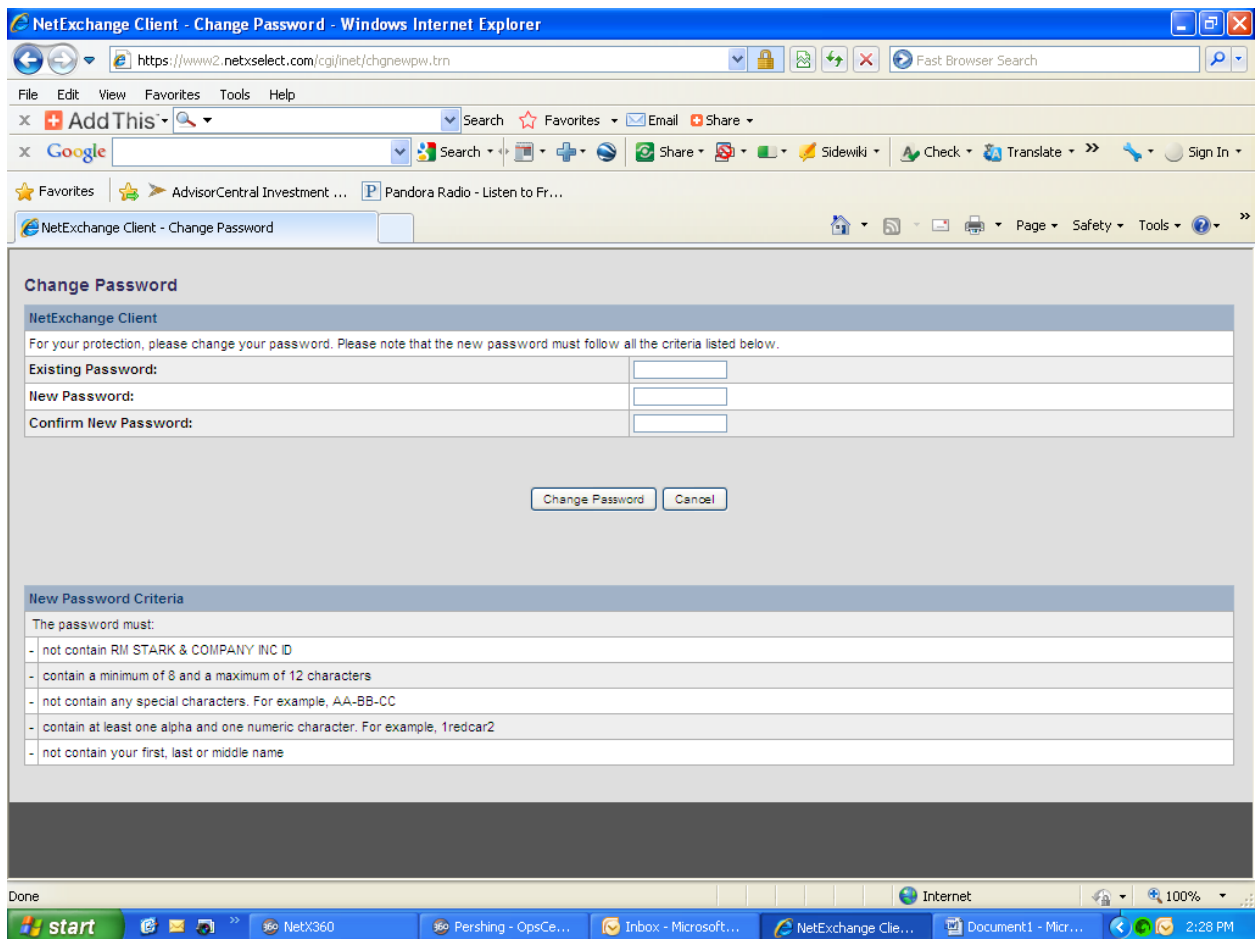 NetExchange Client - Change Password - Windows Internet Explorer
https://www2.netxselect.com/cgi/inet/chgnewpw.trn
Fast Browser Search
File Edit View Favorites Tools Help
x AddThis Search Favorites Email Share
x Google Search Share Sidewiki Check Translate >> Sign In
Favorites AdvisorCentral Investment ... P Pandora Radio - Listen to Fr...
NetExchange Client - Change Password Page Safety Tools >>
Change Password
NetExchange Client
For your protection, please change your password. Please note that the new password must follow all the criteria listed below.
Existing Password:
New Password:
Confirm New Password:
Change Password Cancel
New Password Criteria
The password must:
- not contain RM STARK & COMPANY INC ID
- contain a minimum of 8 and a maximum of 12 characters
- not contain any special characters. For example, AA-BB-CC
- contain at least one alpha and one numeric character. For example, 1redcar2
- not contain your first, last or middle name
Done Internet 100%
start >> NetX360 Pershing - OpsCe... Inbox - Microsoft... NetExchange Clie... Document1 - Micr... 2:28 PM